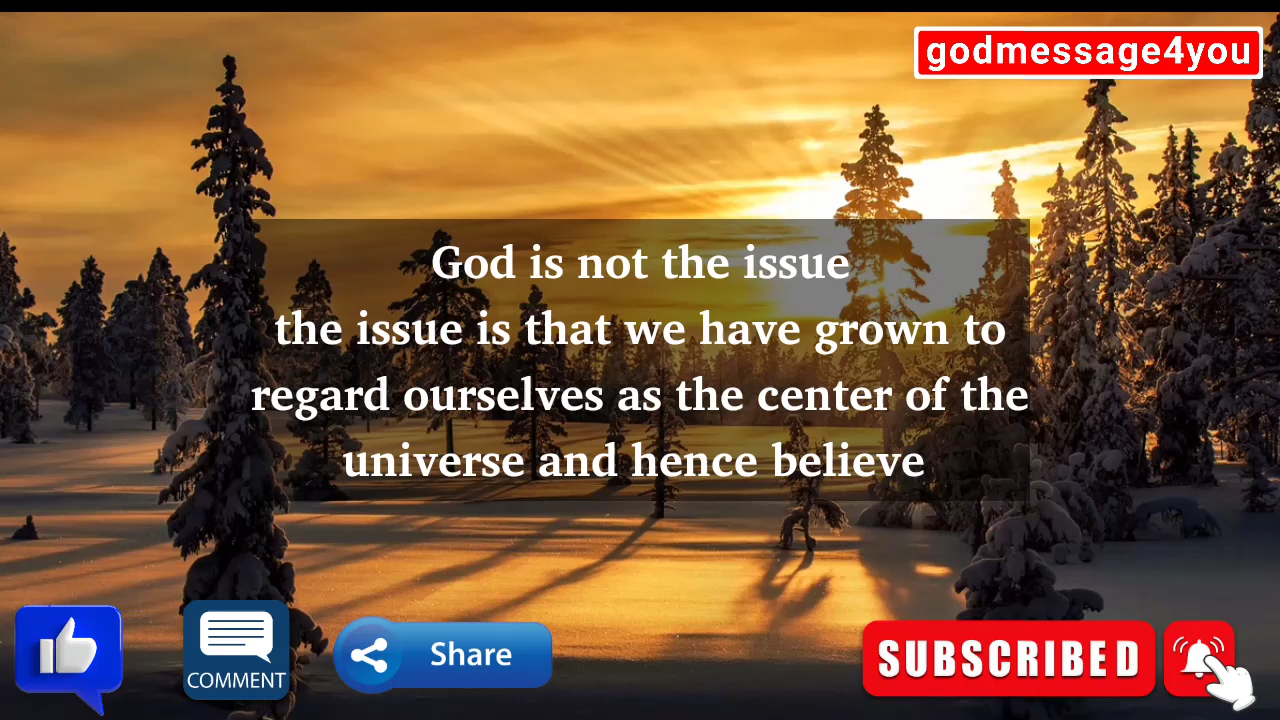 godmessage4you
God is not the issue
the issue is that we have grown to
regard ourselves as the center of the
universe and hence believe
COMMENT
Share
SUBSCRIBED